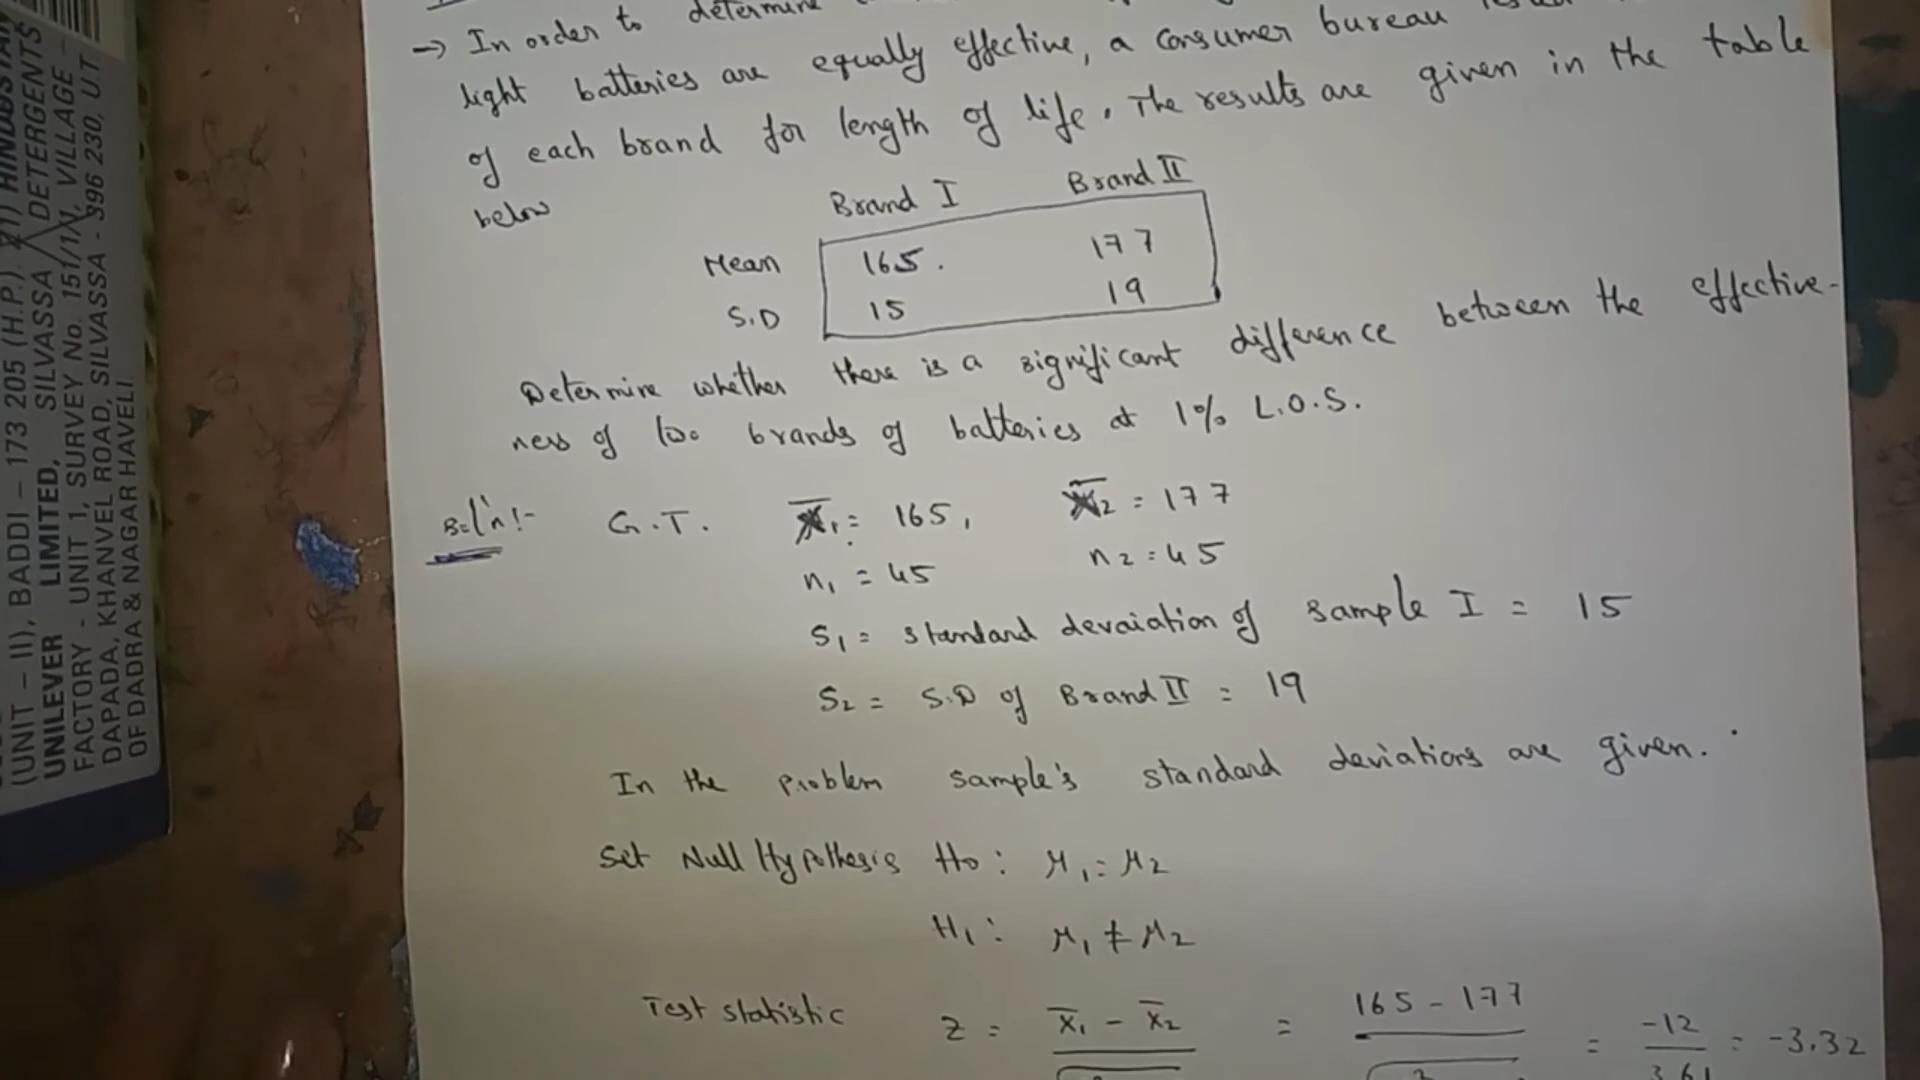 → In order to determine
light batteries are equally effective, a consumer bureau
of each brand for length of life. The results are given in the table
below
Brand I Brand II
Mean 165. 177
S.D 15 19
Determine whether there is a significant difference between the effective-
ness of two brands of batteries at 1% L.O.S.
Sol'n:- G.T. X̄₁ = 165, X̄₂ = 177
n₁ = 45 n₂ = 45
S₁ = standard devaiation of sample I = 15
S₂ = S.D of Brand II = 19
In the problem sample's standard deviations are given.
Set Null Hypothesis H₀: μ₁ = μ₂
H₁: μ₁ ≠ μ₂
Test statistic Z = x̄₁ - x̄₂ = 165 - 177 = -12 = -3.32
3.61
(UNIT – II), BADDI – 173 205 (H.P.).
UNILEVER LIMITED, SILVASSA DETERGENTS
FACTORY - UNIT 1, SURVEY No. 151/1/1, VILLAGE -
DAPADA, KHANVEL ROAD, SILVASSA - 396 230, UT
OF DADRA & NAGAR HAVELI